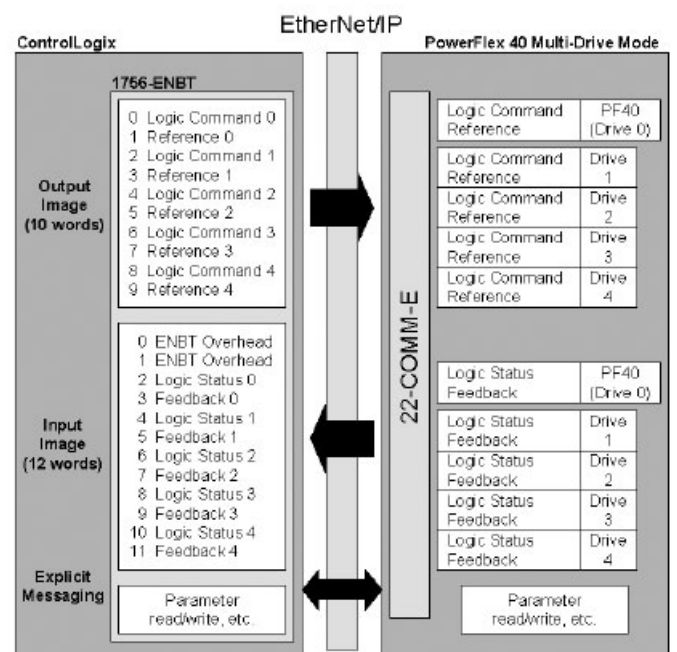 EtherNet/IP
ControlLogix
PowerFlex 40 Multi-Drive Mode
1756-ENBT
Output
Image
(10 words)
0 Logic Command 0
1 Reference 0
2 Logic Command 1
3 Reference 1
4 Logic Command 2
5 Reference 2
6 Logic Command 3
7 Reference 3
8 Logic Command 4
9 Reference 4
Input
Image
(12 words)
0 ENBT Overhead
1 ENBT Overhead
2 Logic Status 0
3 Feedback 0
4 Logic Status 1
5 Feedback 1
6 Logic Status 2
7 Feedback 2
8 Logic Status 3
9 Feedback 3
10 Logic Status 4
11 Feedback 4
Explicit
Messaging
Parameter
read/write, etc.
22-COMM-E
Logic Command PF40
Reference (Drive 0)
Logic Command Drive
Reference 1
Logic Command Drive
Reference 2
Logic Command Drive
Reference 3
Logic Command Drive
Reference 4
Logic Status PF40
Feedback (Drive 0)
Logic Status Drive
Feedback 1
Logic Status Drive
Feedback 2
Logic Status Drive
Feedback 3
Logic Status Drive
Feedback 4
Parameter
read/write, etc.